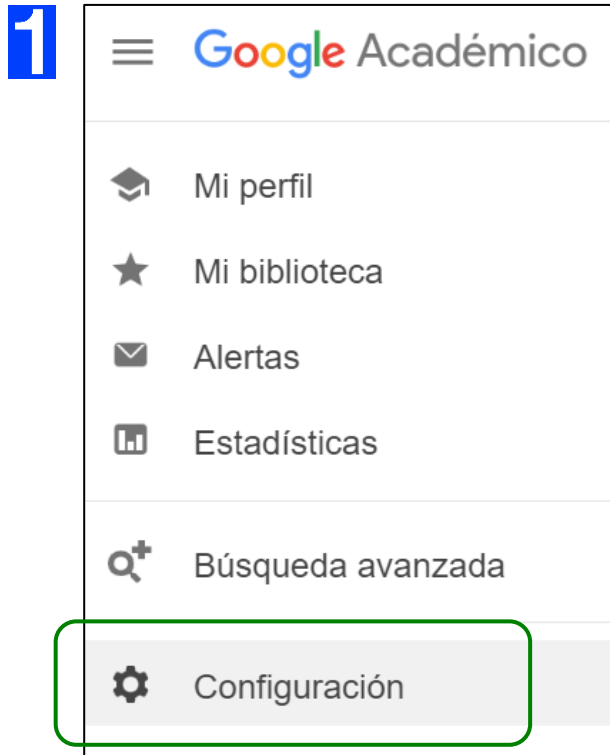 1
Google Académico
Mi perfil
Mi biblioteca
Alertas
Estadísticas
Búsqueda avanzada
Configuración